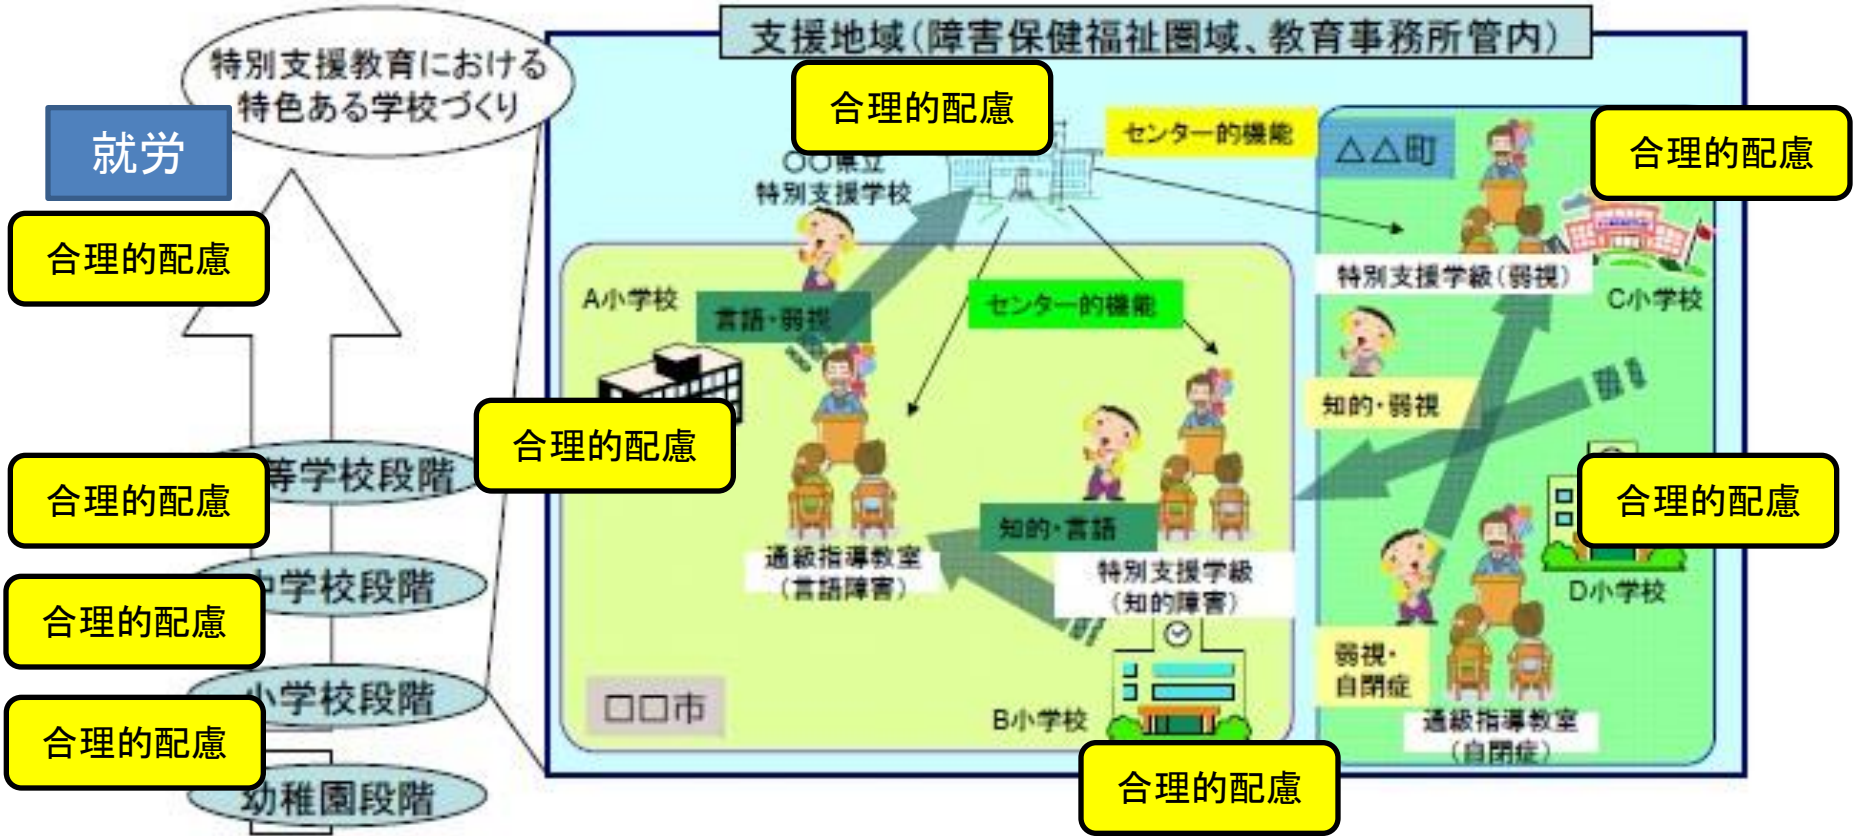 特別支援教育における
特色ある学校づくり
就労
合理的配慮
合理的配慮
等学校段階
合理的配慮
中学校段階
合理的配慮
小学校段階
合理的配慮
幼稚園段階
支援地域(障害保健福祉圏域、教育事務所管内)
合理的配慮
〇〇県立
特別支援学校
センター的機能
A小学校
言語・弱視
センター的機能
合理的配慮
通級指導教室
(言語障害)
知的・言語
特別支援学級
(知的障害)
□□市
B小学校
合理的配慮
△△町
合理的配慮
特別支援学級(弱視)
C小学校
知的・弱視
合理的配慮
D小学校
弱視・
自閉症
通級指導教室
(自閉症)